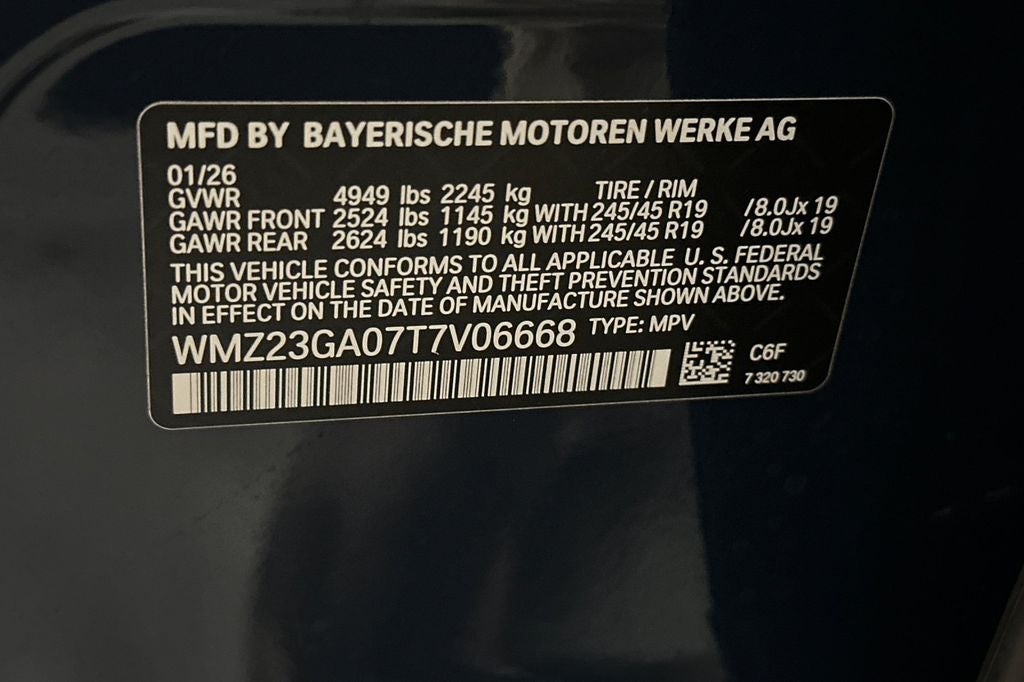 MFD BY BAYERISCHE MOTOREN WERKE AG
01/26
GVWR 4949 lbs 2245 kg TIRE / RIM
GAWR FRONT 2524 lbs 1145 kg WITH 245/45 R19 /8.0Jx 19
GAWR REAR 2624 lbs 1190 kg WITH 245/45 R19 /8.0Jx 19
THIS VEHICLE CONFORMS TO ALL APPLICABLE U. S. FEDERAL
MOTOR VEHICLE SAFETY AND THEFT PREVENTION STANDARDS
IN EFFECT ON THE DATE OF MANUFACTURE SHOWN ABOVE.
WMZ23GA07T7V06668 TYPE: MPV
C6F
7 320 730